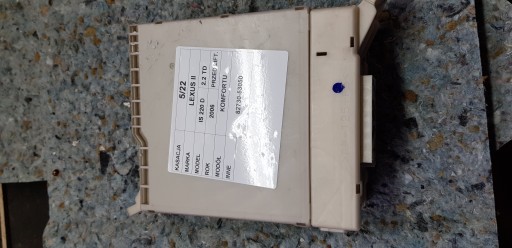 KASACJA 5/22
MARKA LEXUS II
MODEL IS 220 D 2.2 TD
ROK 2006 PRZED LIFT.
MODÓŁ KOMFORTU
INNE 82730-53050